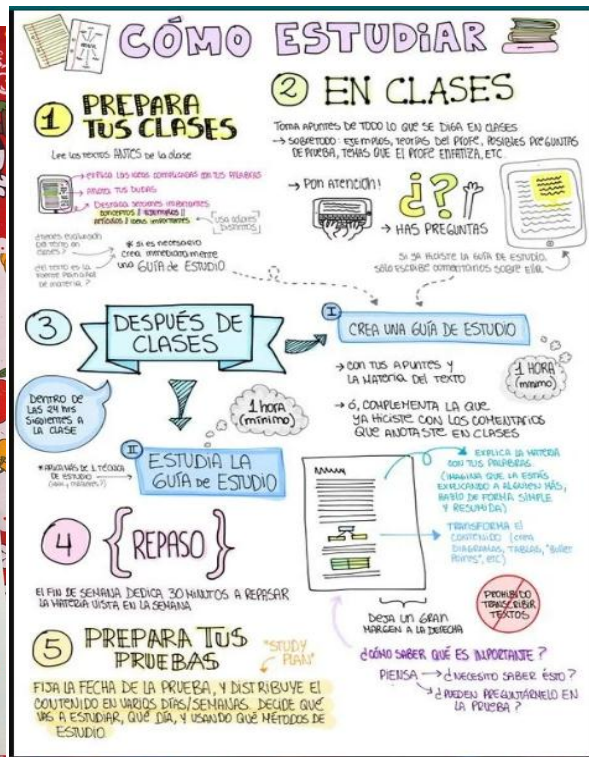 CÓMO ESTUDIAR
1 PREPARA
TUS CLASES
Lee los textos ANTES de la clase
→ explica las ideas complicadas con tus palabras
→ Anota tus dudas
→ Destaca secciones importantes
conceptos // ejemplos //
artículos // ideas importantes
usa colores
distintos
¿tienes evaluación
del texto en
clases?
¿el texto es la
fuente principal
de materia?
* si es necesario
crea inmediatamente
una GUÍA DE ESTUDIO
2 EN CLASES
Toma apuntes de TODO lo que se diga en clases
→ sobretodo: ejemplos, teorías del profe, posibles preguntas
de prueba, temas que el profe enfatiza, etc.
→ Pon atención!
¿?
→ HAS PREGUNTAS
Si ya hiciste la guía de estudio,
sólo escribe comentarios sobre ella
3 DESPUÉS DE
CLASES
DENTRO DE
LAS 24 hrs
SIGUIENTES A
LA CLASE
I
CREA UNA GUÍA DE ESTUDIO
1 HORA
(mínimo)
→ con tus apuntes y
la materia del texto
→ ó, complementa la que
ya hiciste con los comentarios
que anotaste en clases
1 hora
(mínimo)
II
ESTUDIA LA
GUÍA DE ESTUDIO
DE ESTUDIO
EXPLICA LA MATERIA
CON TUS PALABRAS
(IMAGINA QUE LA ESTÁS
EXPLICANDO A ALGUIEN MÁS,
HAZLO DE FORMA SIMPLE
Y RESUMIDA)
TRANSFORMA EL
CONTENIDO (crea
DIAGRAMAS, TABLAS, "Bullet
Points", etc)
PROHIBIDO
TRANSCRIBIR
TEXTOS
DEJA UN GRAN
MARGEN A LA DERECHA
¿CÓMO SABER QUÉ ES IMPORTANTE?
PIENSA → ¿NECESITO SABER ÉSTO?
→ ¿PUEDEN PREGUNTÁRMELO EN
LA PRUEBA?
4 { REPASO }
El fin de semana dedica 30 minutos a repasar
la materia vista en la semana
5 PREPARA TUS
PRUEBAS
"STUDY
PLAN"
FIJA LA FECHA DE LA PRUEBA, Y DISTRIBUYE EL
CONTENIDO EN VARIOS DÍAS/SEMANAS. DECIDE QUÉ
VAS A ESTUDIAR, QUÉ DÍA, Y USANDO QUÉ MÉTODOS DE
ESTUDIO